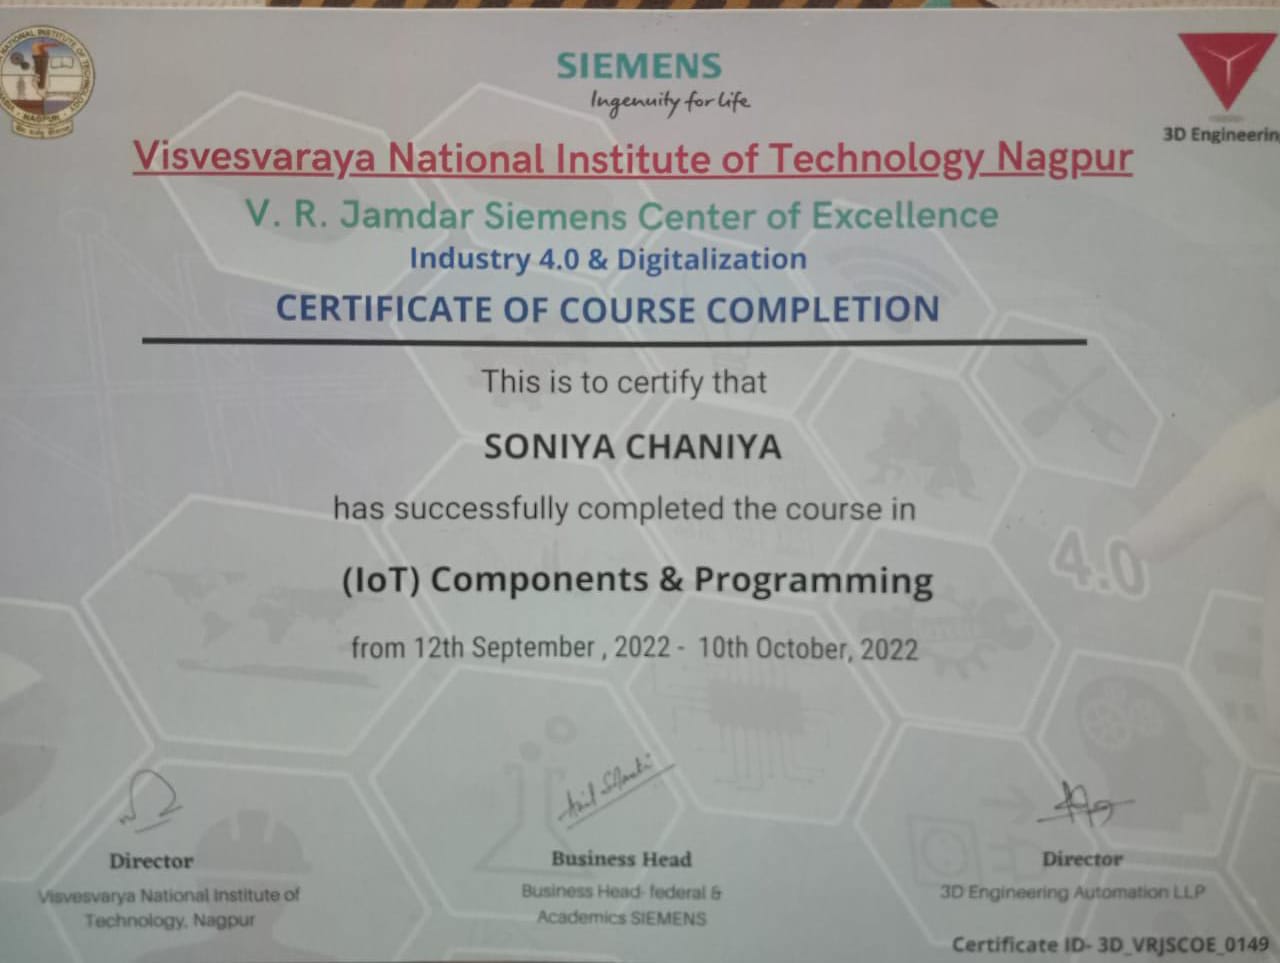 SIEMENS
Ingenuity for life
3D Engineerin
Visvesvaraya National Institute of Technology Nagpur
V. R. Jamdar Siemens Center of Excellence
Industry 4.0 & Digitalization
CERTIFICATE OF COURSE COMPLETION
This is to certify that
SONIYA CHANIYA
has successfully completed the course in
4.0
(IoT) Components & Programming
from 12th September , 2022 - 10th October, 2022
Director
Visvesvarya National Institute of
Technology, Nagpur
Business Head
Business Head- federal &
Academics SIEMENS
Director
3D Engineering Automation LLP
Certificate ID- 3D_VRJSCOE_0149